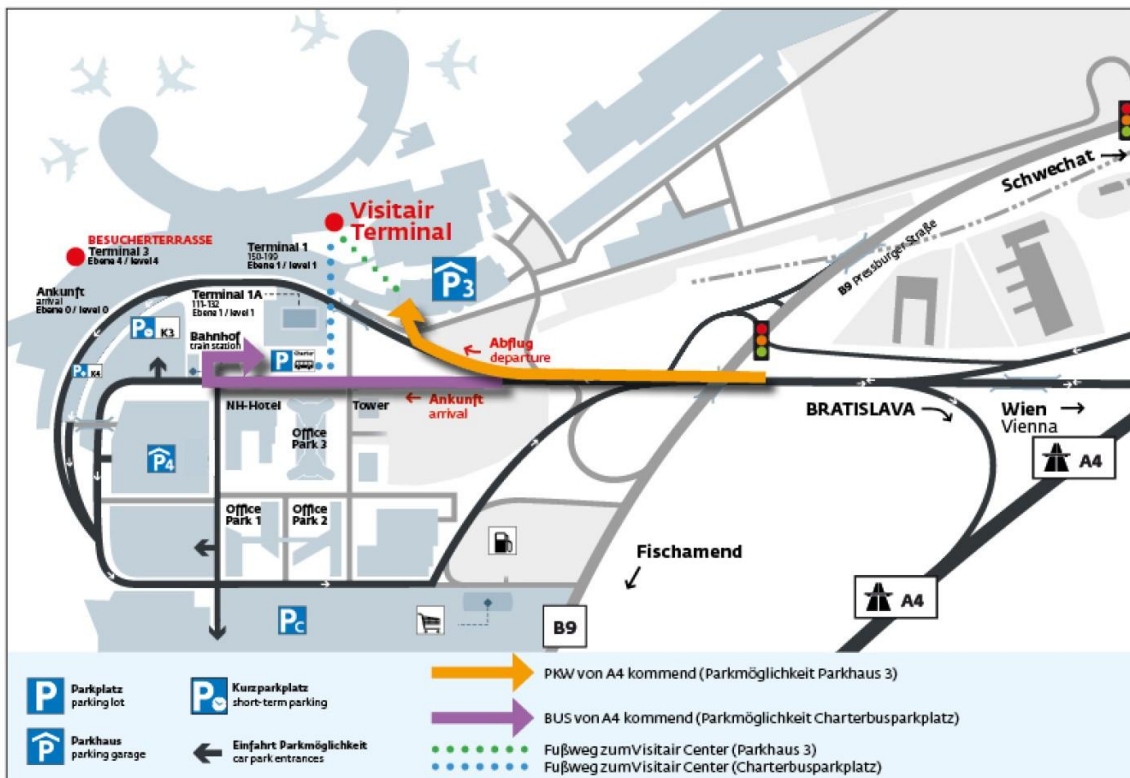 Schwechat
B9 Pressburger Straße
Visitair
Terminal
BESUCHERTERRASSE
Terminal 3
Ebene 4 / level 4
Terminal 1
150-199
Ebene 1 / level 1
P3
Ankunft
arrival
Ebene 0 / level 0
Terminal 1A
111-132
Ebene 1 / level 1
P K3
Bahnhof
train station
P Charter
P K4
Abflug
departure
Ankunft
arrival
NH-Hotel
Tower
BRATISLAVA
Wien
Vienna
Office
Park 3
A4
P4
Office
Park 1
Office
Park 2
Fischamend
A4
PC
B9
P Parkplatz
parking lot
P Kurzparkplatz
short-term parking
P Parkhaus
parking garage
Einfahrt Parkmöglichkeit
car park entrances
PKW von A4 kommend (Parkmöglichkeit Parkhaus 3)
BUS von A4 kommend (Parkmöglichkeit Charterbusparkplatz)
Fußweg zum Visitair Center (Parkhaus 3)
Fußweg zum Visitair Center (Charterbusparkplatz)